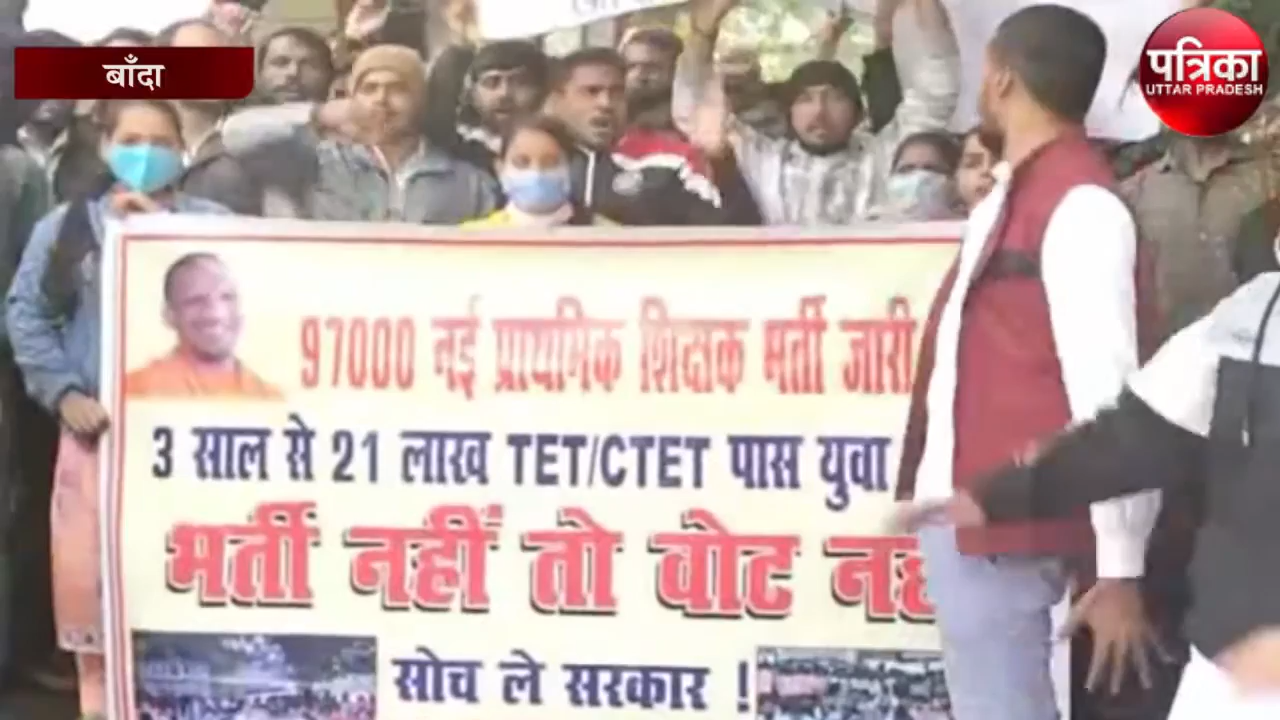 बाँदा
पत्रिका
UTTAR PRADESH
97000 नई प्राथमिक शिक्षक भर्ती जारी
3 साल से 21 लाख TET/CTET पास युवा
भर्ती नहीं तो वोट
सोच ले सरकार !